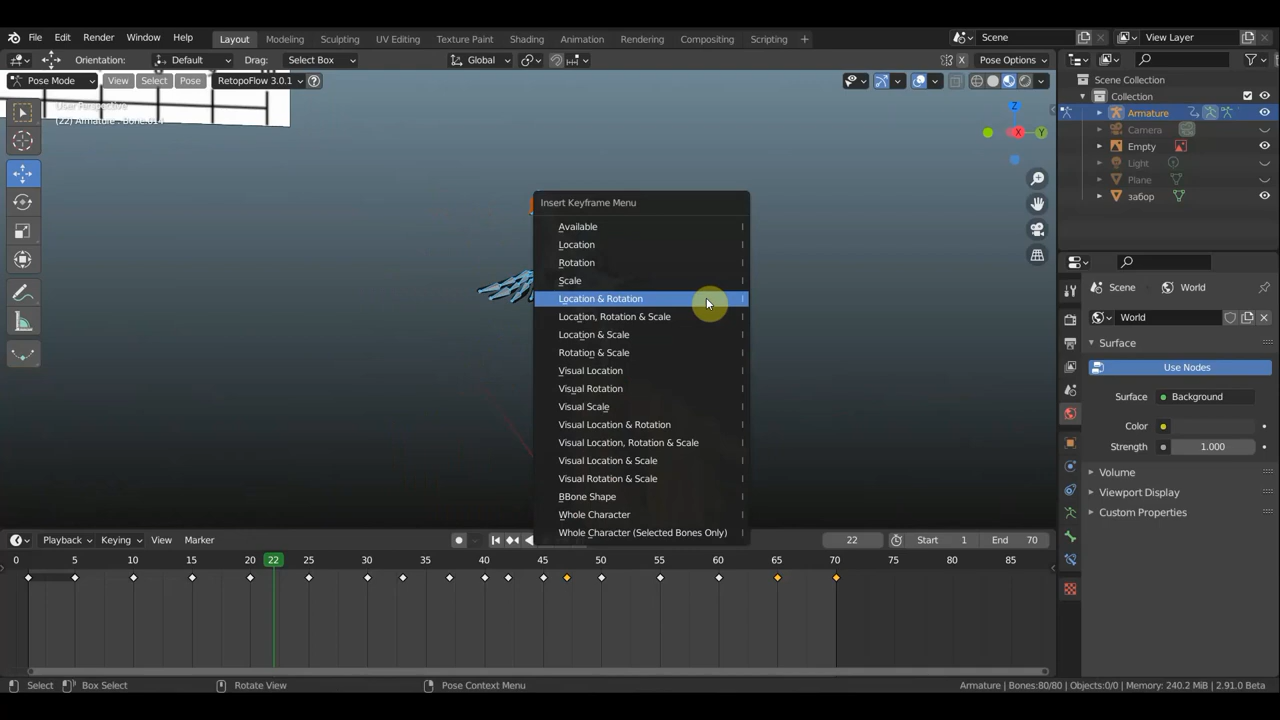 File Edit Render Window Help Layout Modeling Sculpting UV Editing Texture Paint Shading Animation Rendering Compositing Scripting + Scene View Layer
Orientation: Default Drag: Select Box Global X Pose Options
Pose Mode View Select Pose RetopoFlow 3.0.1 ?
User Perspective
(22) Armature : Bone.014
Scene Collection
Collection
Armature
Camera
Empty
Light
Plane
забор
Z
X
Y
Insert Keyframe Menu
Available I
Location I
Rotation I
Scale I
Location & Rotation I
Location, Rotation & Scale I
Location & Scale I
Rotation & Scale I
Visual Location I
Visual Rotation I
Visual Scale I
Visual Location & Rotation I
Visual Location, Rotation & Scale I
Visual Location & Scale I
Visual Rotation & Scale I
BBone Shape I
Whole Character I
Whole Character (Selected Bones Only) I
Scene World
World
Surface
Use Nodes
Surface Background
Color
Strength 1.000
Volume
Viewport Display
Custom Properties
Playback Keying View Marker 22 Start 1 End 70
0 5 10 15 20 22 25 30 35 40 45 50 55 60 65 70 75 80 85
Select Box Select Rotate View Pose Context Menu Armature | Bones:80/80 | Objects:0/0 | Memory: 240.2 MiB | 2.91.0 Beta